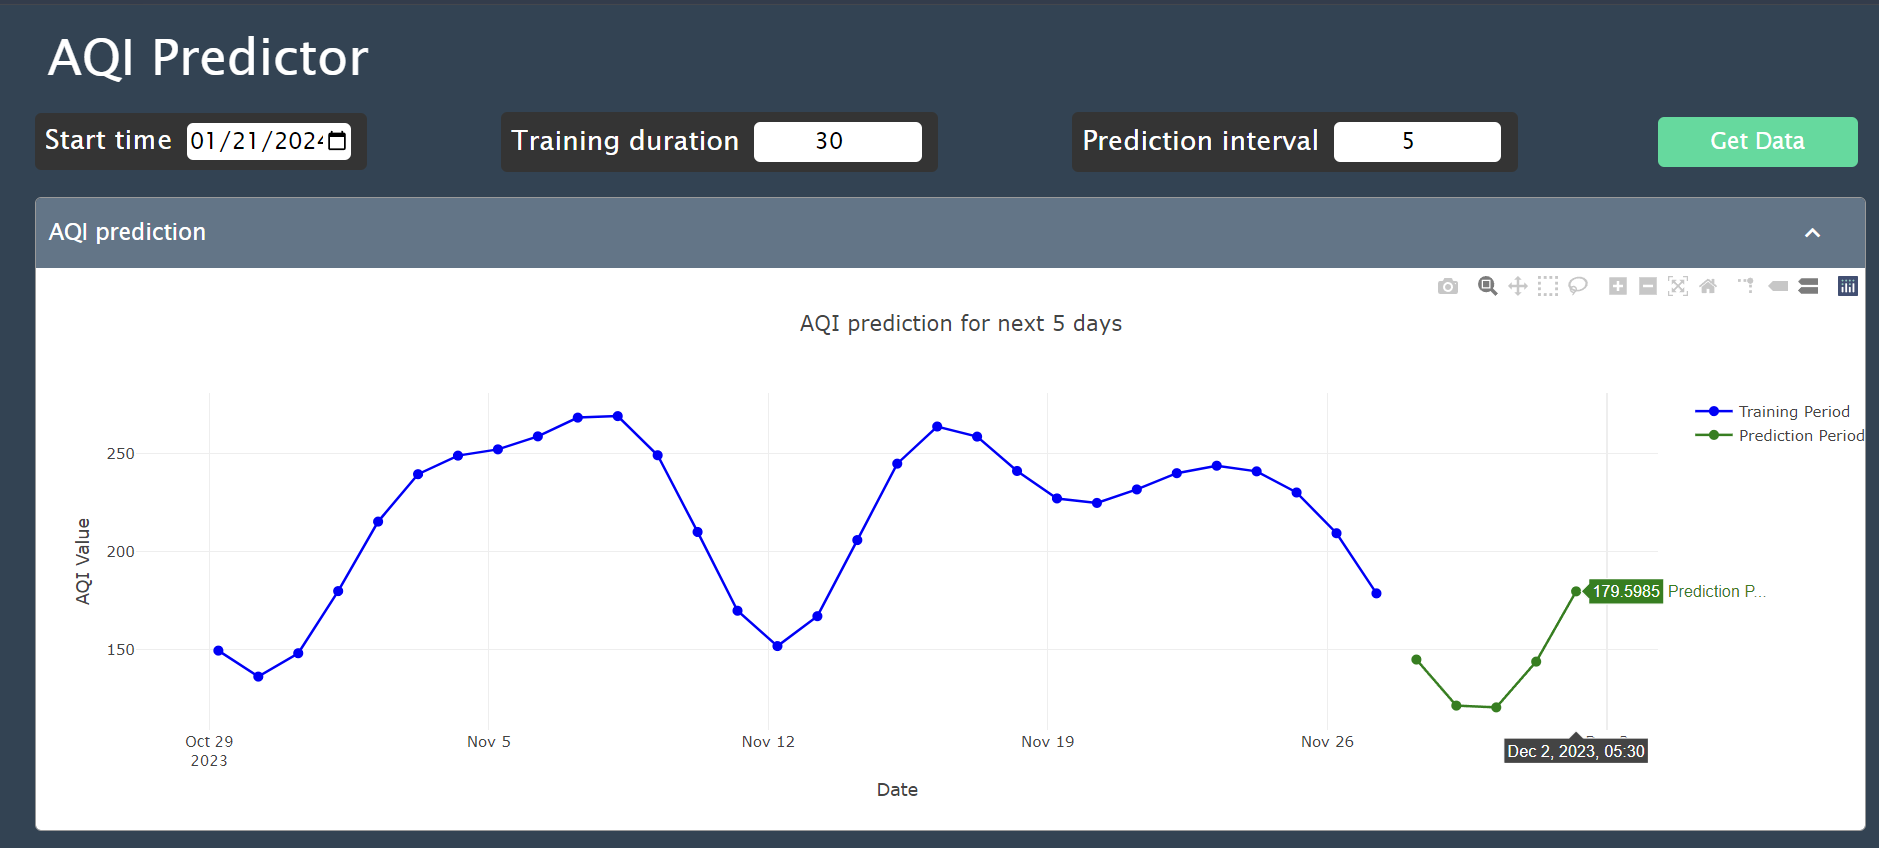 AQI Predictor
Start time 01/21/2024
Training duration 30
Prediction interval 5
Get Data
AQI prediction
AQI prediction for next 5 days
Training Period
Prediction Period
250
200
150
AQI Value
179.5985 Prediction P...
Oct 29
2023
Nov 5
Nov 12
Nov 19
Nov 26
Dec 2, 2023, 05:30
Date